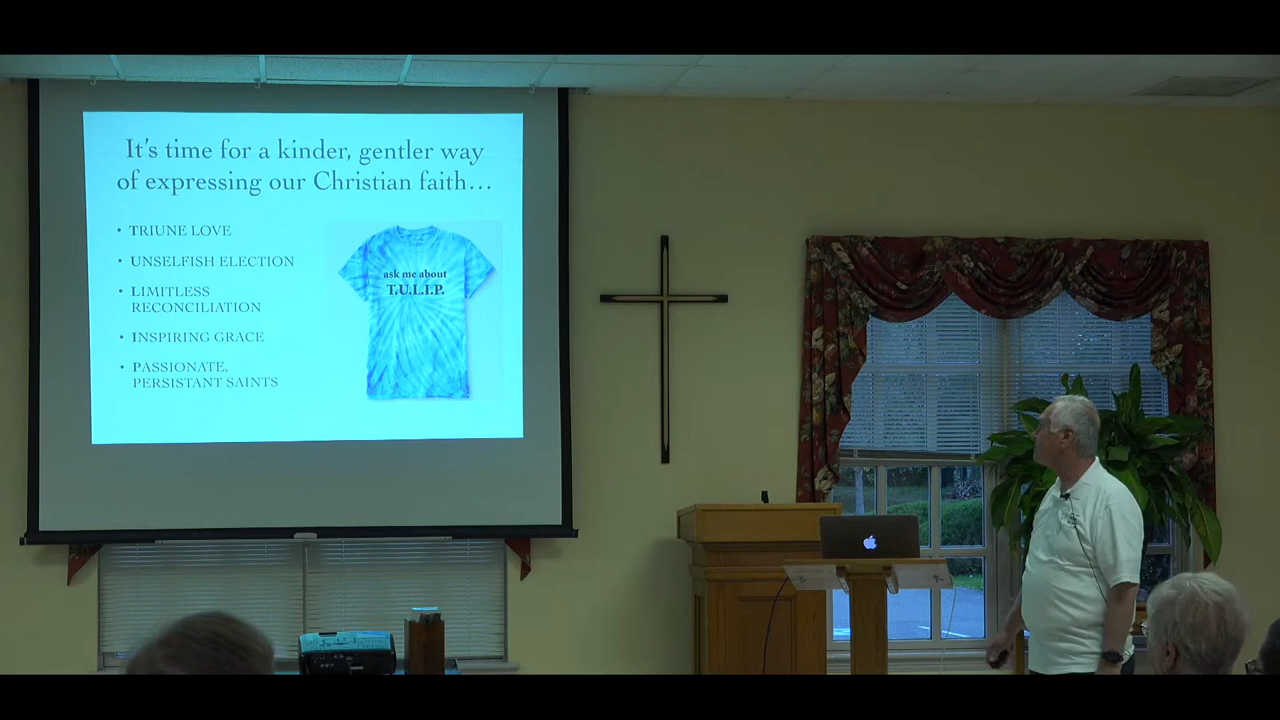 It's time for a kinder, gentler way
of expressing our Christian faith…
• TRIUNE LOVE
• UNSELFISH ELECTION
• LIMITLESS
RECONCILIATION
• INSPIRING GRACE
• PASSIONATE,
PERSISTANT SAINTS
ask me about
T.U.L.I.P.